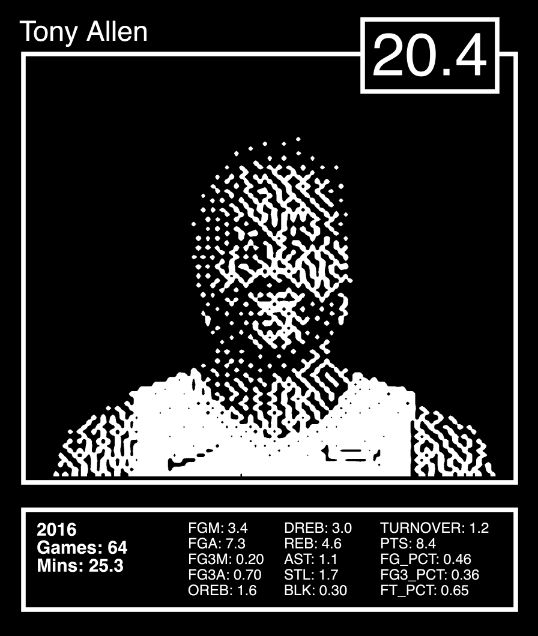 Tony Allen
20.4
2016
Games: 64
Mins: 25.3
FGM: 3.4
FGA: 7.3
FG3M: 0.20
FG3A: 0.70
OREB: 1.6
DREB: 3.0
REB: 4.6
AST: 1.1
STL: 1.7
BLK: 0.30
TURNOVER: 1.2
PTS: 8.4
FG_PCT: 0.46
FG3_PCT: 0.36
FT_PCT: 0.65